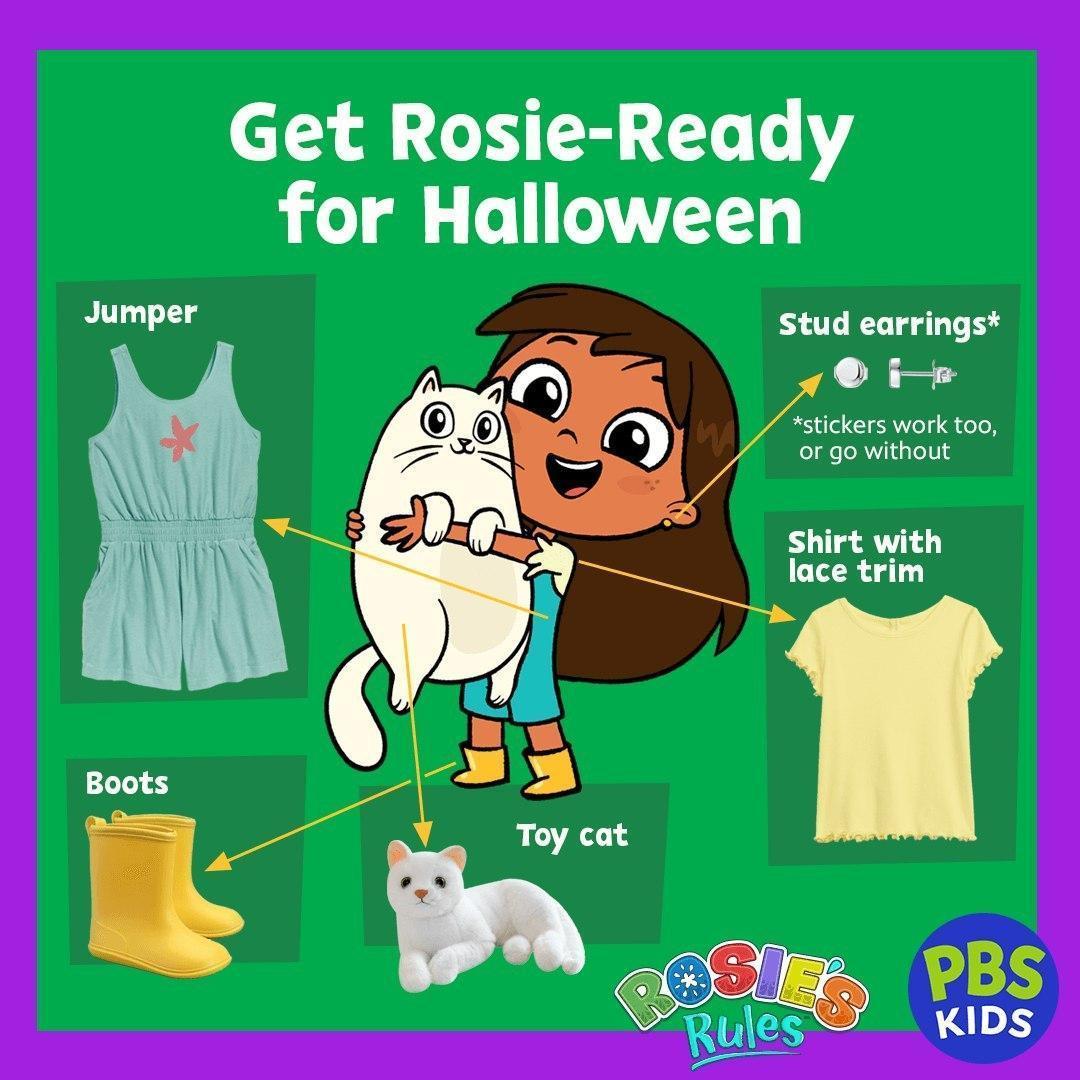 Get Rosie-Ready
for Halloween
Jumper
Stud earrings*
*stickers work too,
or go without
Shirt with
lace trim
Boots
Toy cat
ROSIE'S
Rules
PBS
KIDS